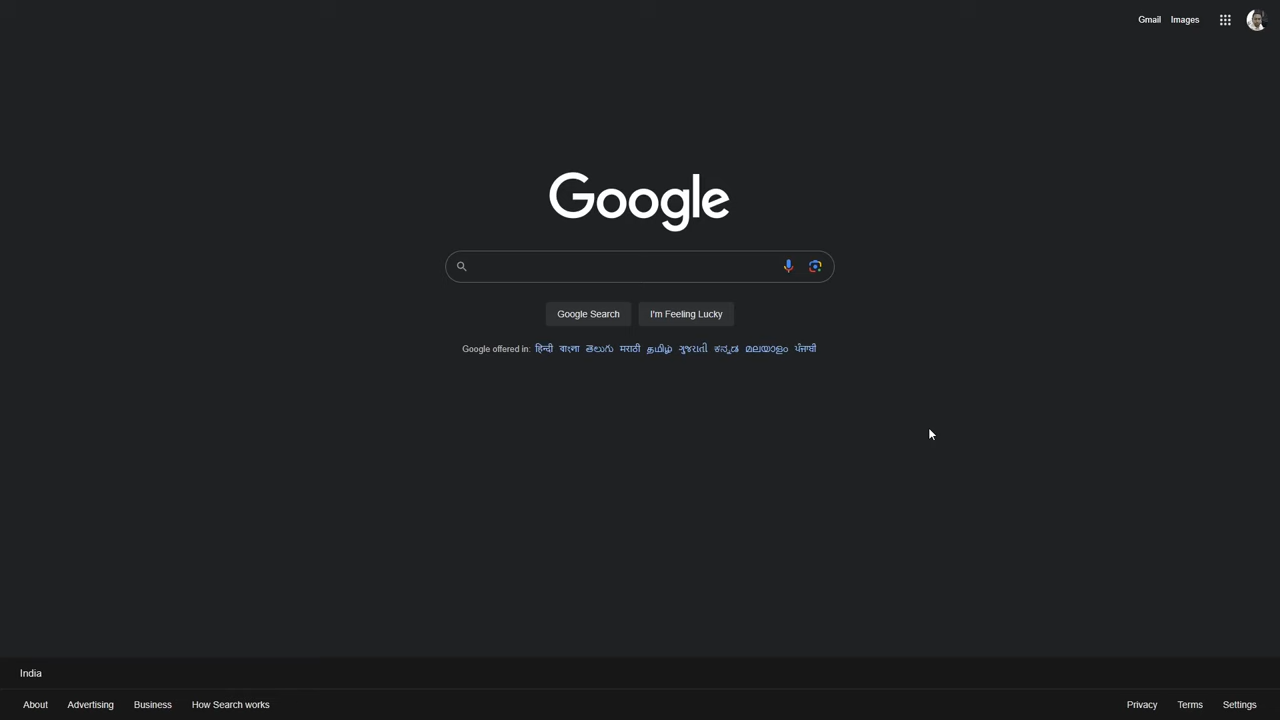 Gmail Images
Google
Google Search I'm Feeling Lucky
Google offered in: हिन्दी বাংলা తెలుగు मराठी தமிழ் ગુજરાતી ಕನ್ನಡ മലയാളം ਪੰਜਾਬੀ
India
About Advertising Business How Search works Privacy Terms Settings